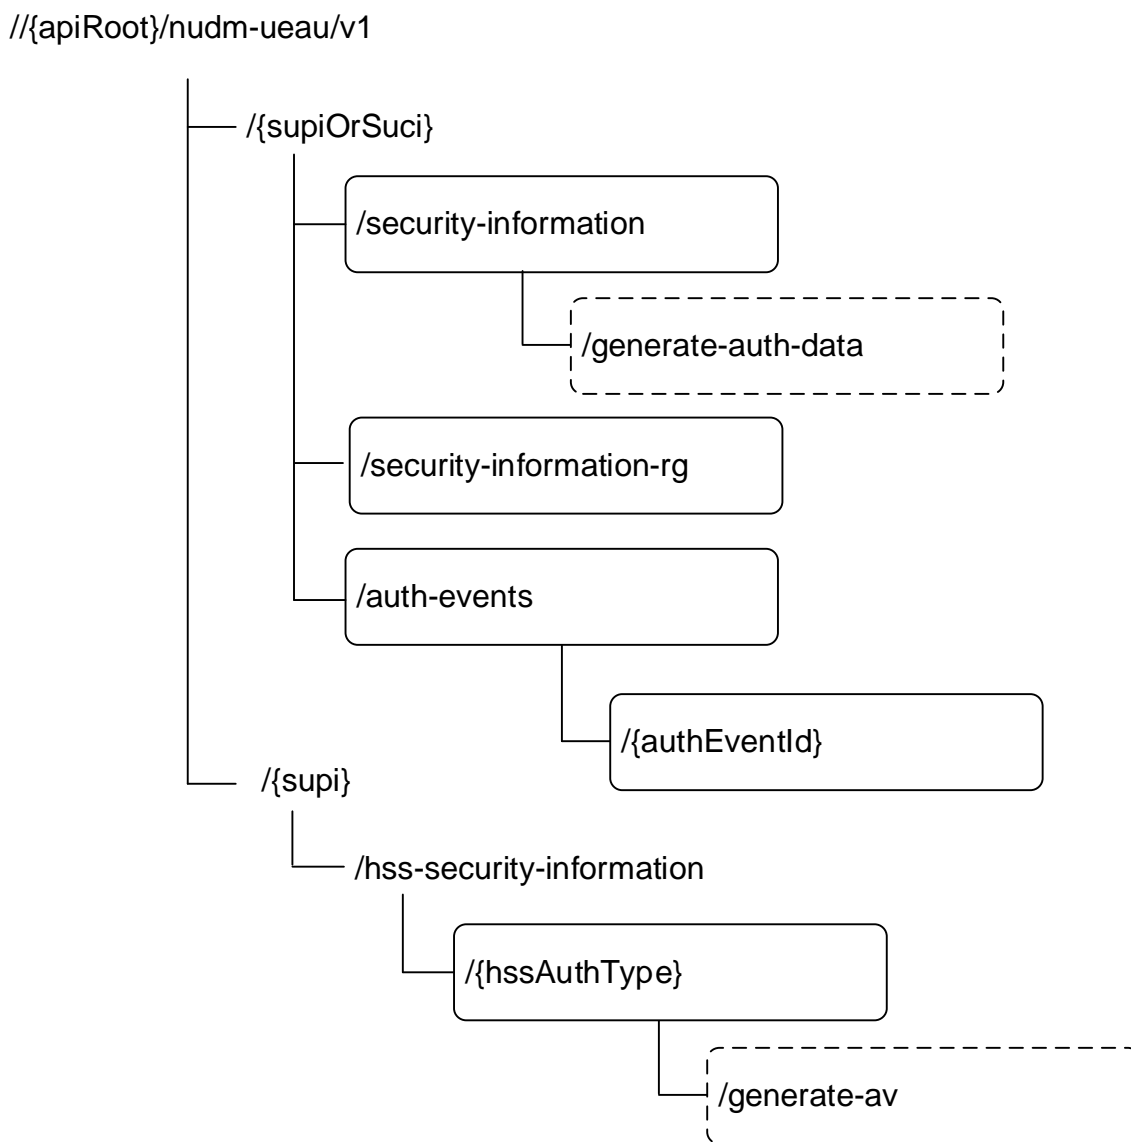 //{apiRoot}/nudm-ueau/v1
/{supiOrSuci}
/security-information
/generate-auth-data
/security-information-rg
/auth-events
/{authEventId}
/{supi}
/hss-security-information
/{hssAuthType}
/generate-av